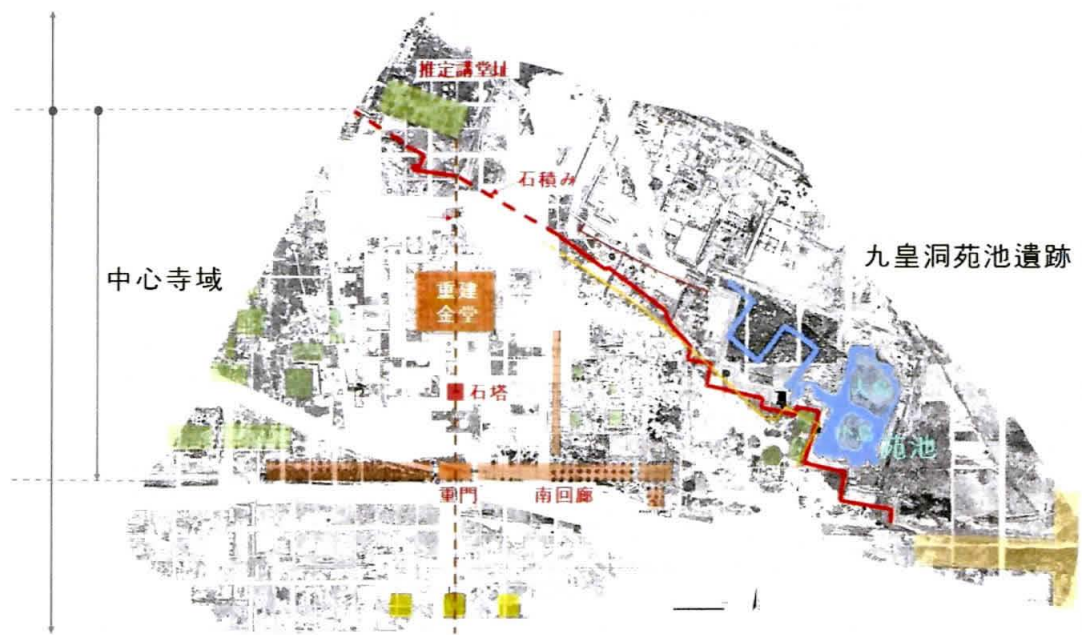 推定講堂址
石積み
九皇洞苑池遺跡
中心寺域
重建
金堂
石塔
苑池
重門
南回廊